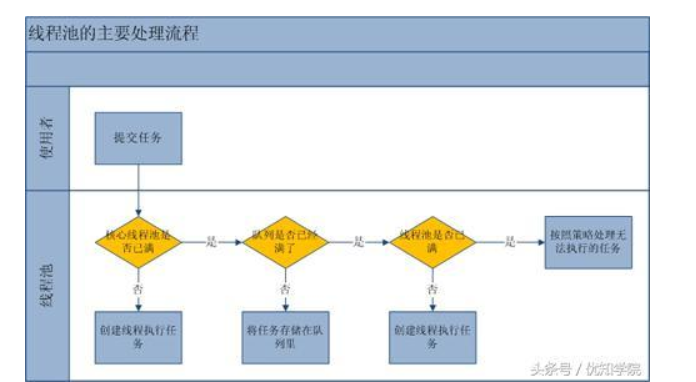 线程池的主要处理流程
使用者
提交任务
线程池
核心线程池是
否已满
是
队列是否已经
满了
是
线程池是否已
满
是
按照策略处理无
法执行的任务
否
否
否
创建线程执行任
务
将任务存储在队
列里
创建线程执行任
务
头条号 / 优知学院